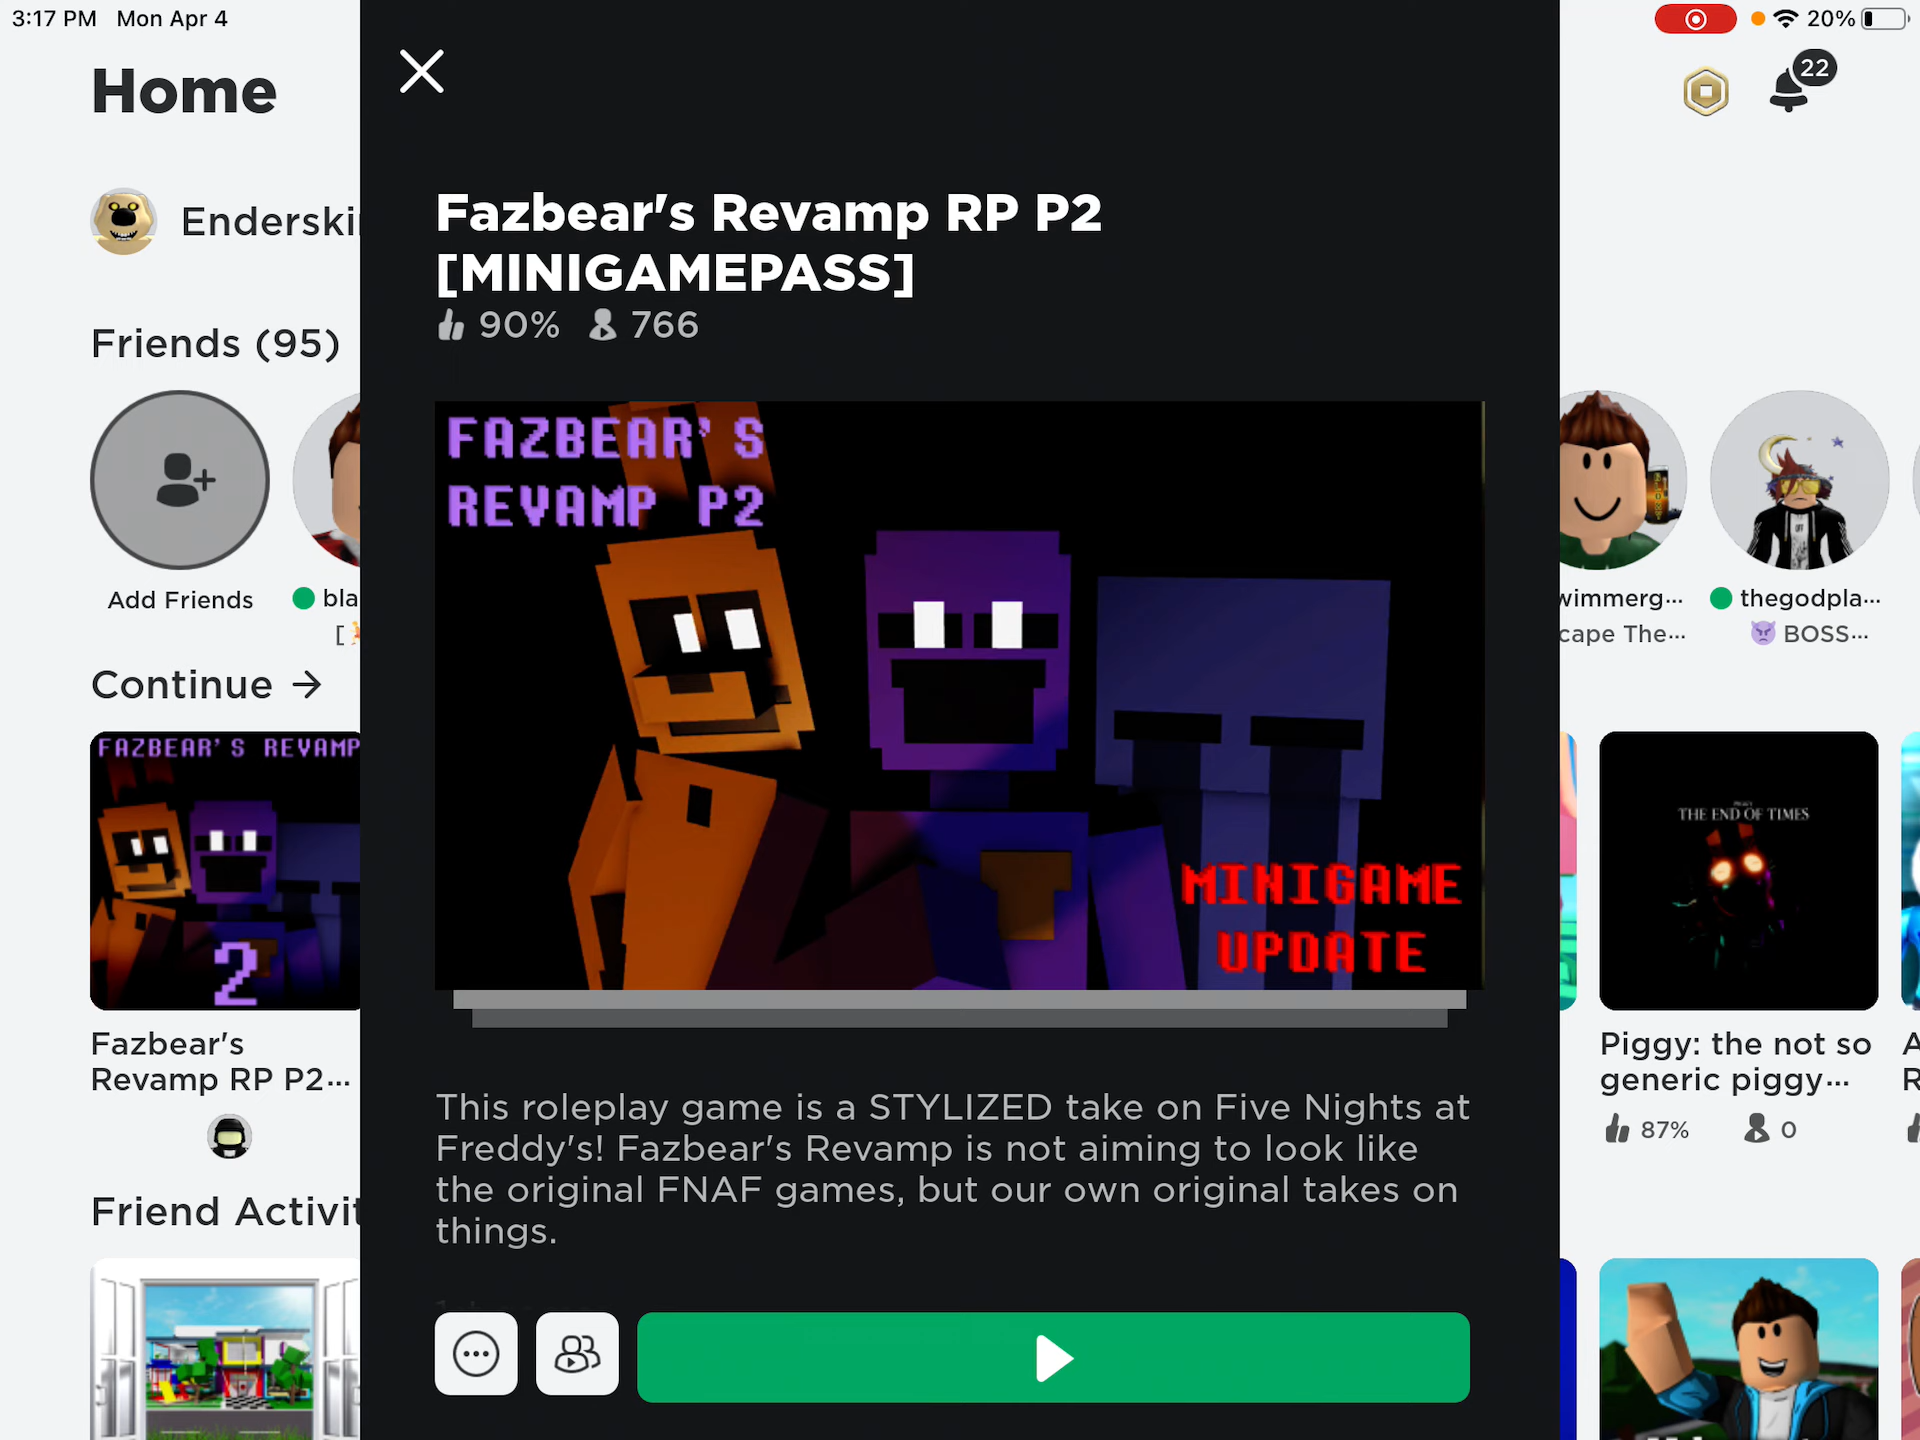 3:17 PM Mon Apr 4
20%
Home
22
Enderski
Friends (95)
Add Friends
bla
[
wimmerg...
cape The...
thegodpla...
BOSS...
Continue →
FAZBEAR'S REVAMP
2
Fazbear's
Revamp RP P2...
Friend Activit
Fazbear's Revamp RP P2
[MINIGAMEPASS]
90% 766
FAZBEAR'S
REVAMP P2
MINIGAME
UPDATE
This roleplay game is a STYLIZED take on Five Nights at
Freddy's! Fazbear's Revamp is not aiming to look like
the original FNAF games, but our own original takes on
things.
PIGGY
THE END OF TIMES
Piggy: the not so
generic piggy...
87% 0
A
R